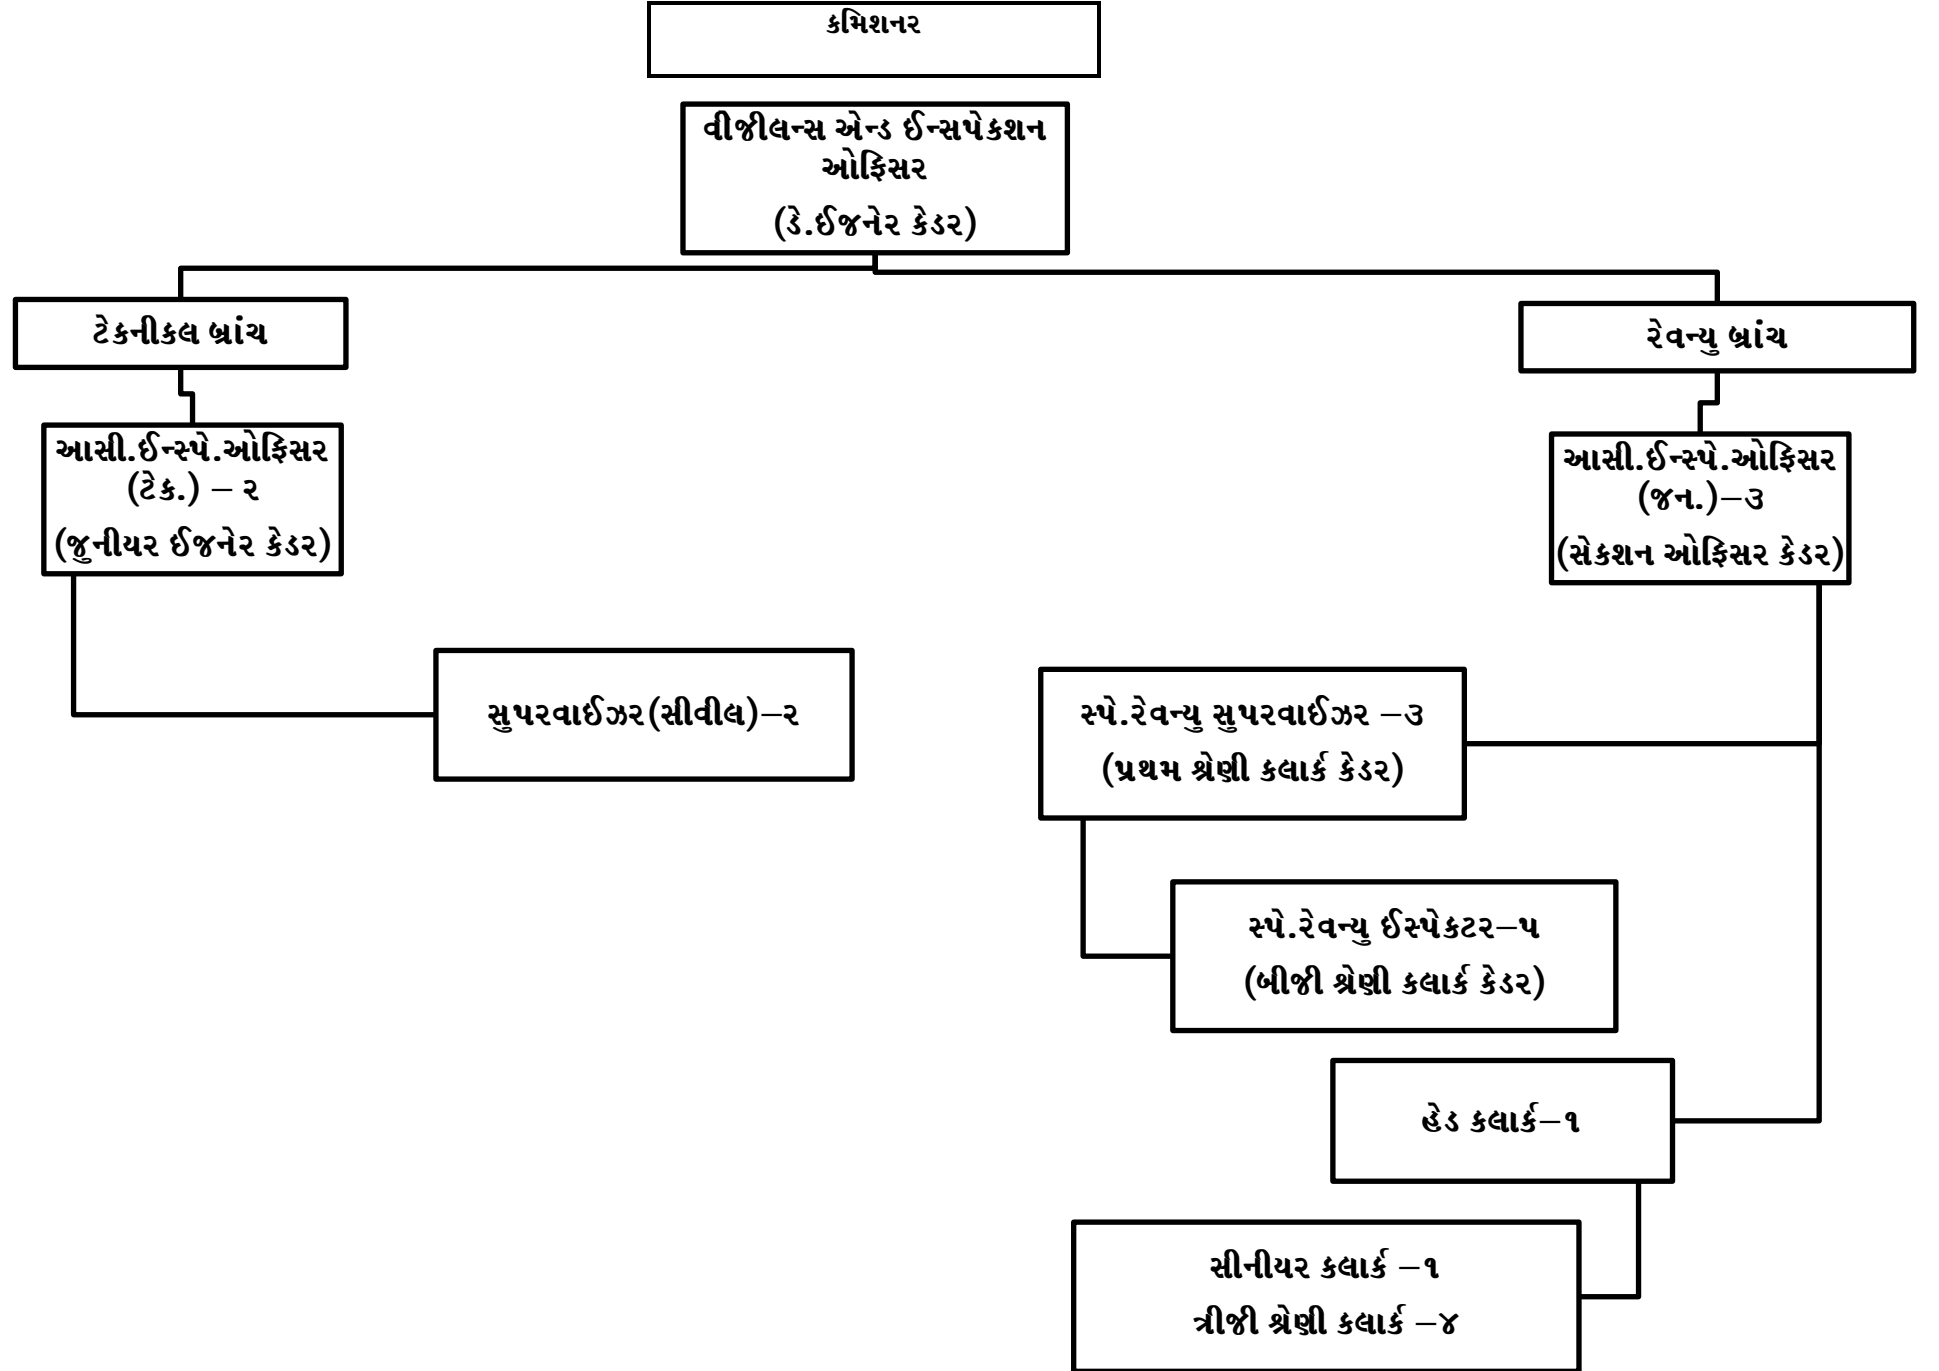 કમિશનર
વીજીલન્સ એન્ડ ઈન્સપેકશન
ઓફિસર
(ડે.ઈજનેર કેડર)
ટેકનીકલ બ્રાંચ
રેવન્યુ બ્રાંચ
આસી.ઈન્સ્પે.ઓફિસર
(ટેક.) – ૨
(જુનીયર ઈજનેર કેડર)
આસી.ઈન્સ્પે.ઓફિસર
(જન.)–૩
(સેકશન ઓફિસર કેડર)
સુપરવાઈઝર(સીવીલ)–૨
સ્પે.રેવન્યુ સુપરવાઈઝર –૩
(પ્રથમ શ્રેણી કલાર્ક કેડર)
સ્પે.રેવન્યુ ઈસ્પેકટર–૫
(બીજી શ્રેણી કલાર્ક કેડર)
હેડ કલાર્ક–૧
સીનીયર કલાર્ક –૧
ત્રીજી શ્રેણી કલાર્ક –૪